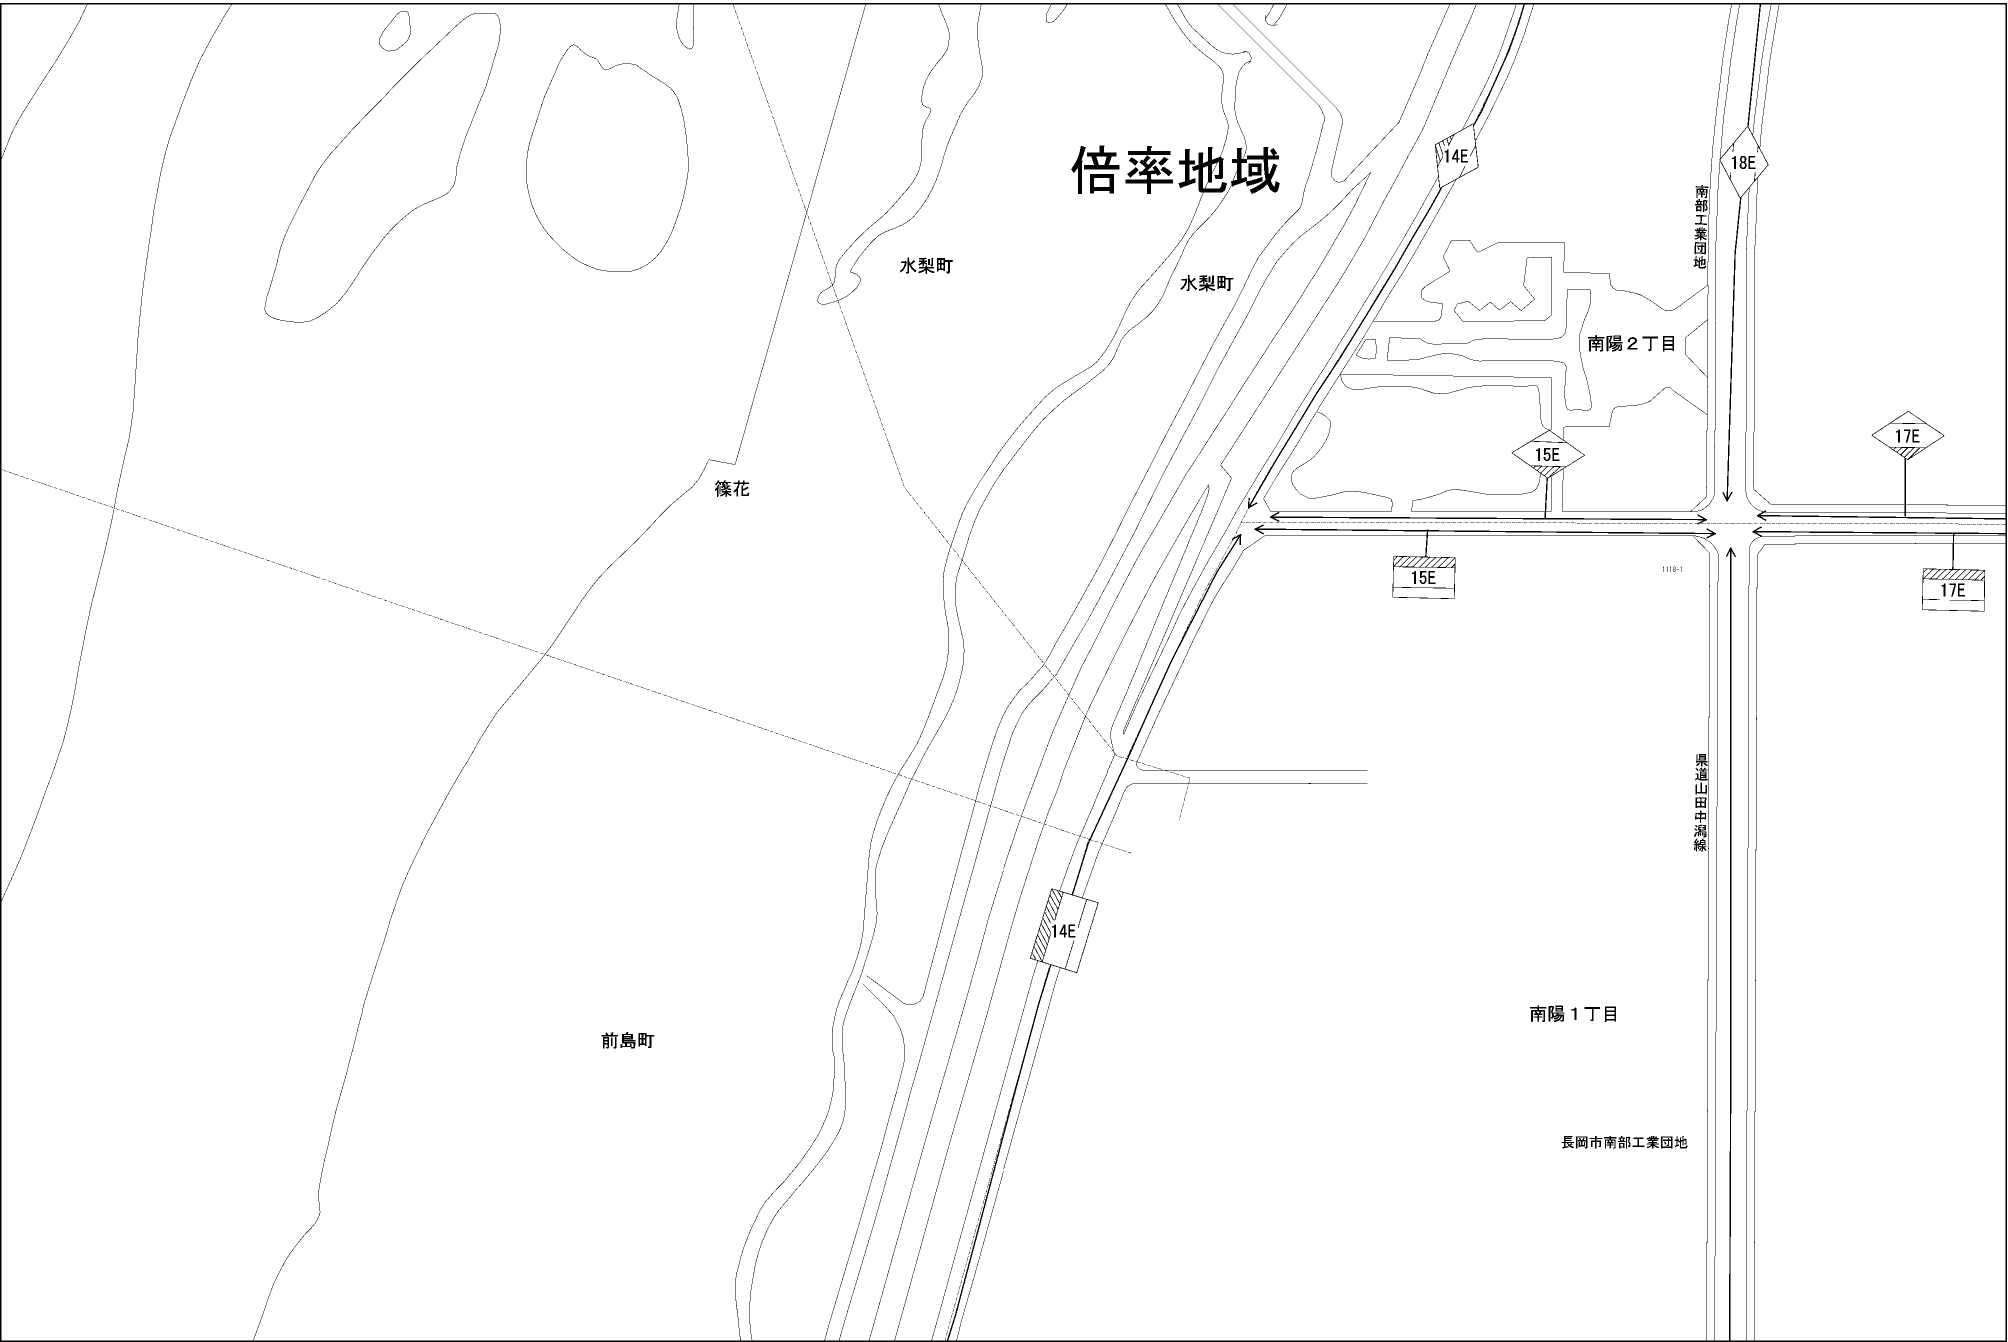 倍率地域
14E
18E
南部工業団地
水梨町
水梨町
南陽2丁目
17E
15E
篠花
15E
17E
1118-1
県道山田中潟線
14E
南陽1丁目
前島町
長岡市南部工業団地